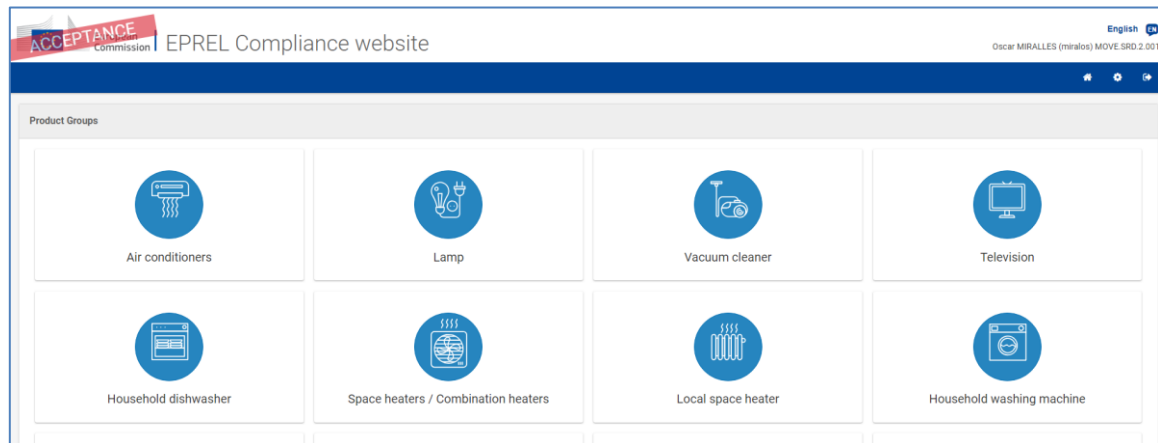 ACCEPTANCE
Commission
EPREL Compliance website
English EN
Oscar MIRALLES (miralos) MOVE.SRD.2.001
Product Groups
Air conditioners
Lamp
Vacuum cleaner
Television
Household dishwasher
Space heaters / Combination heaters
Local space heater
Household washing machine